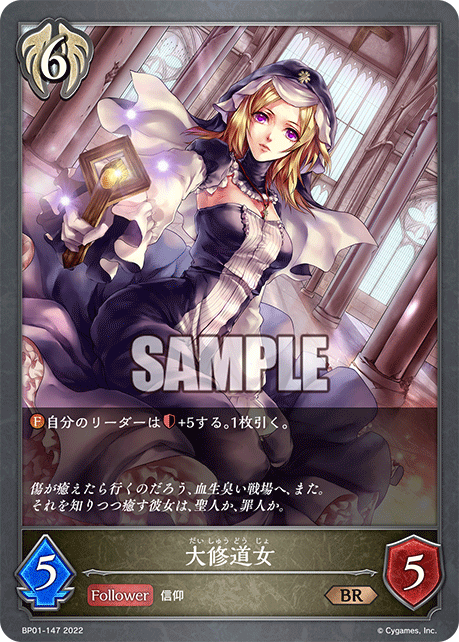 6
SAMPLE
F 自分のリーダーは+5する。1枚引く。
傷が癒えたら行くのだろう、血生臭い戦場へ、また。
それを知りつつ癒す彼女は、聖人か、罪人か。
だいしゅうどうじょ
大修道女
5
5
Follower 信仰
BR
BP01-147 2022
© Cygames, Inc.